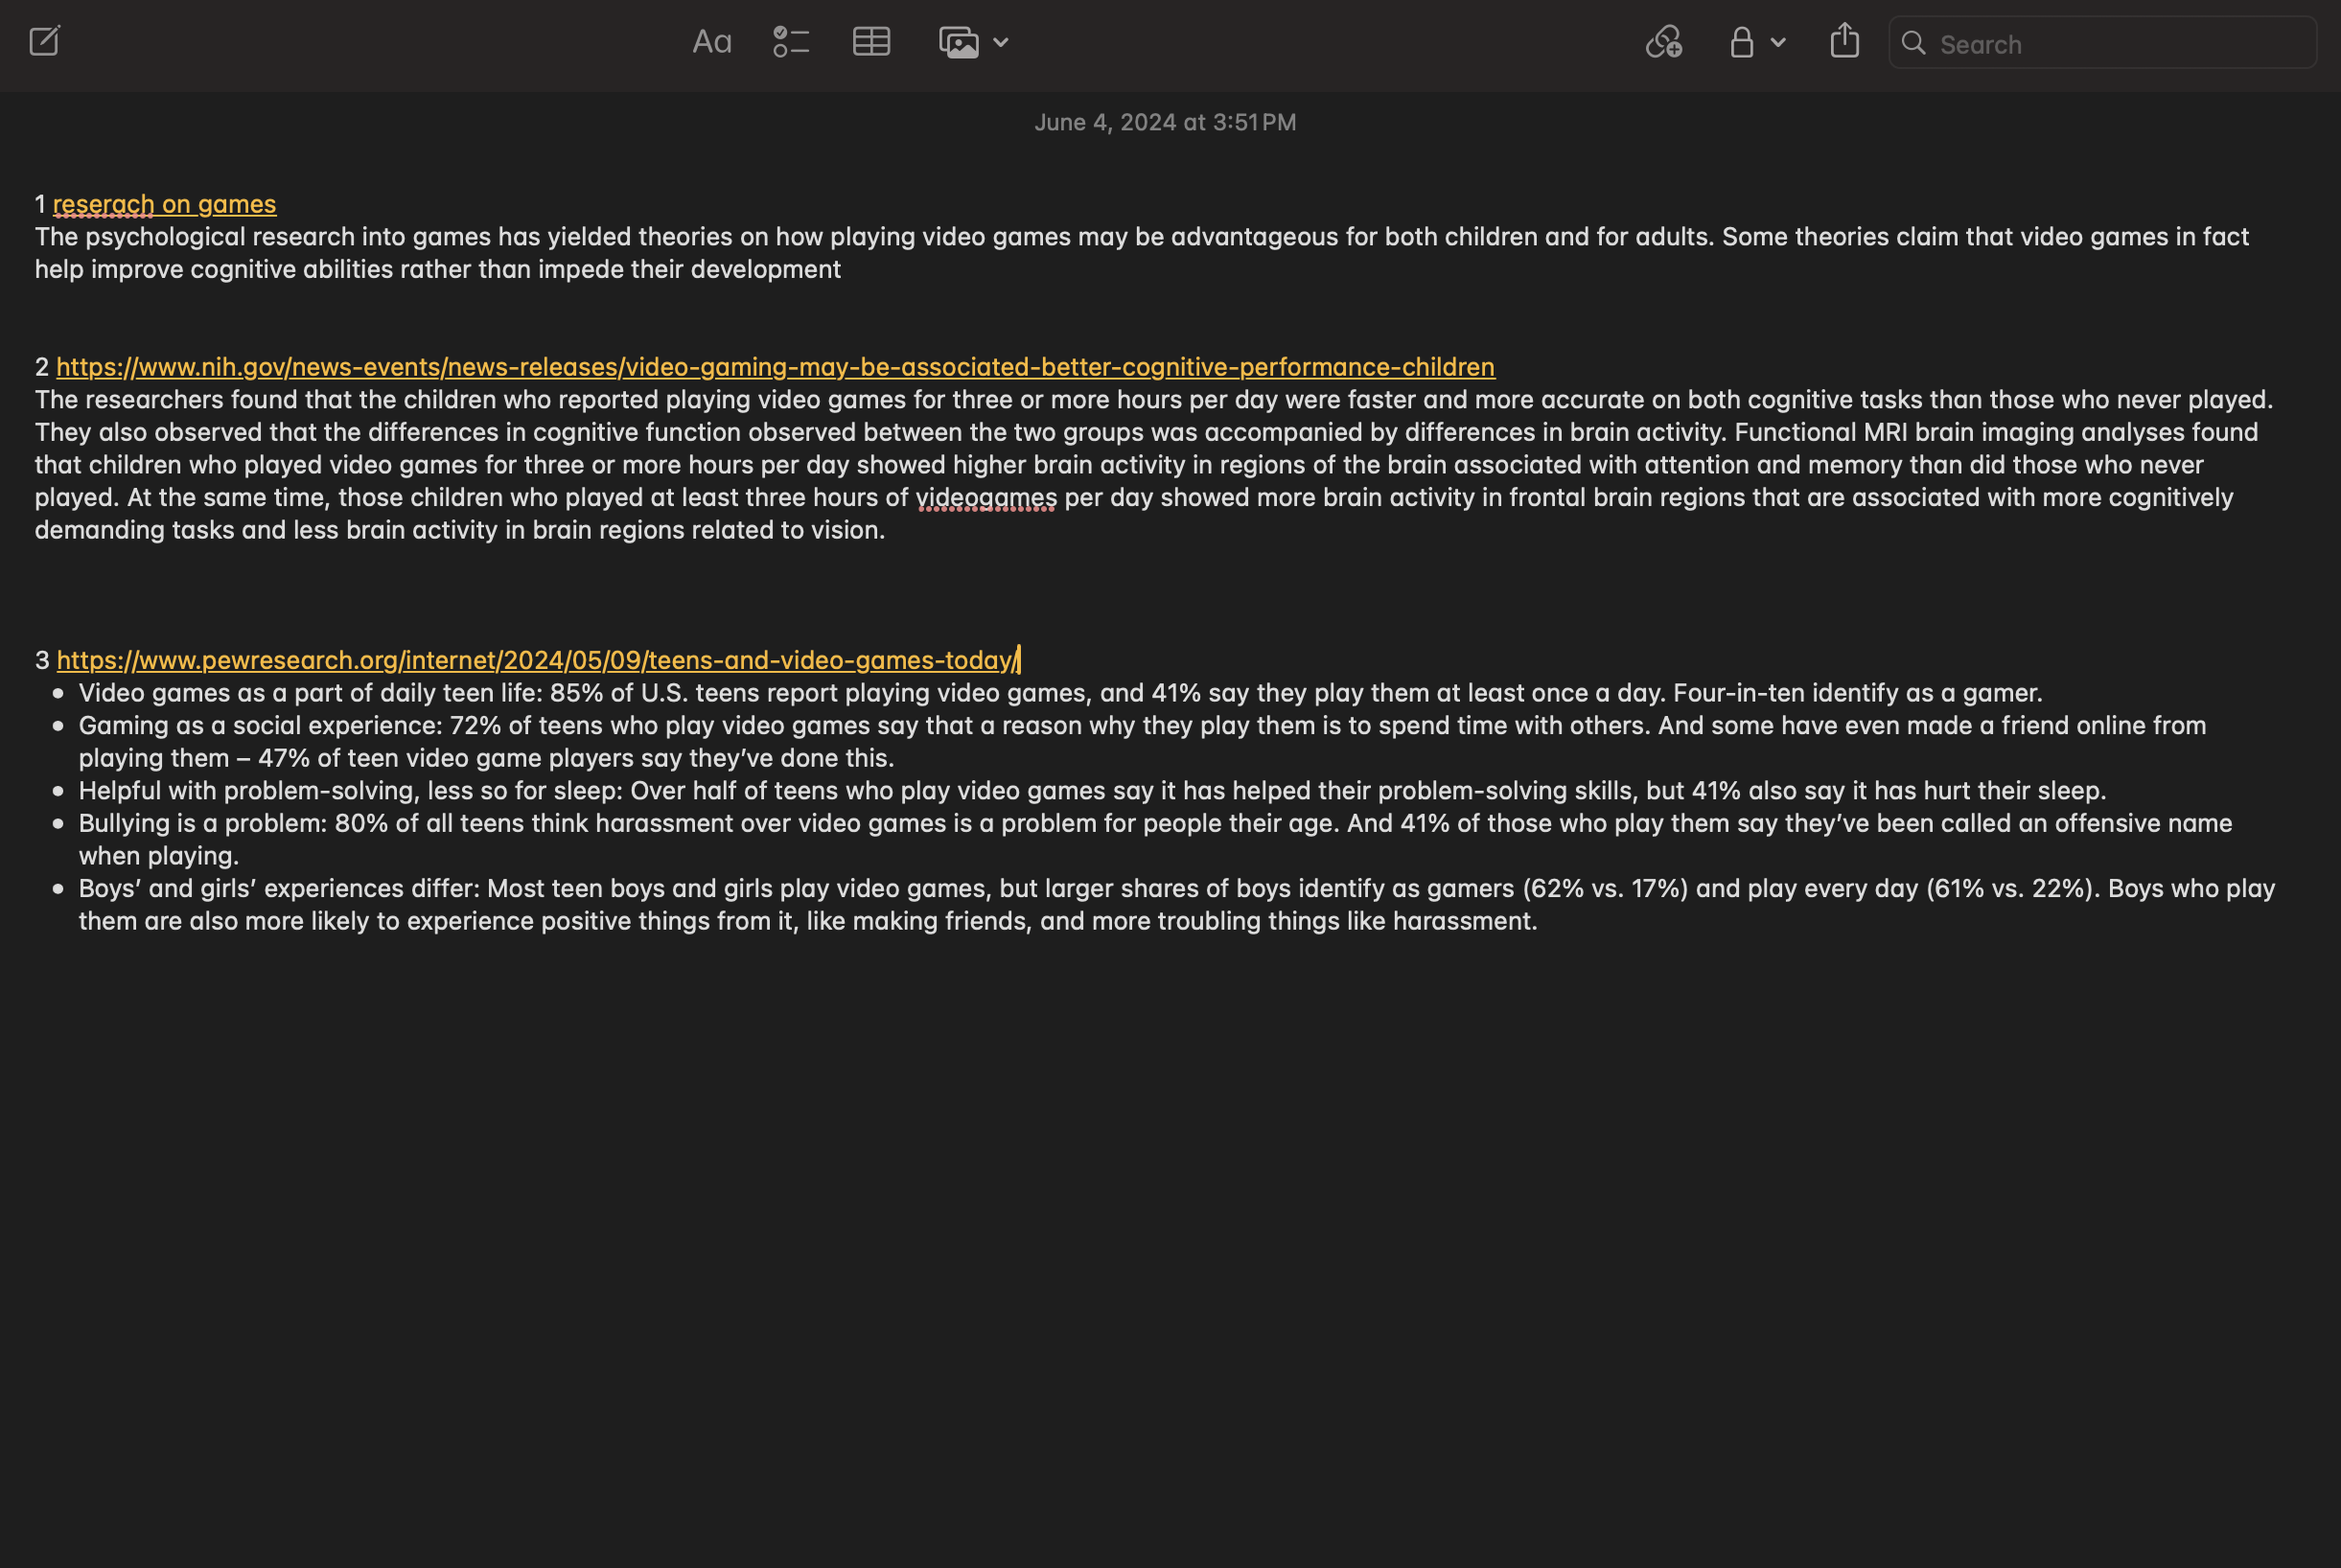 Aa
Search
June 4, 2024 at 3:51 PM
1 reserach on games
The psychological research into games has yielded theories on how playing video games may be advantageous for both children and for adults. Some theories claim that video games in fact
help improve cognitive abilities rather than impede their development
2 https://www.nih.gov/news-events/news-releases/video-gaming-may-be-associated-better-cognitive-performance-children
The researchers found that the children who reported playing video games for three or more hours per day were faster and more accurate on both cognitive tasks than those who never played.
They also observed that the differences in cognitive function observed between the two groups was accompanied by differences in brain activity. Functional MRI brain imaging analyses found
that children who played video games for three or more hours per day showed higher brain activity in regions of the brain associated with attention and memory than did those who never
played. At the same time, those children who played at least three hours of videogames per day showed more brain activity in frontal brain regions that are associated with more cognitively
demanding tasks and less brain activity in brain regions related to vision.
3 https://www.pewresearch.org/internet/2024/05/09/teens-and-video-games-today/
• Video games as a part of daily teen life: 85% of U.S. teens report playing video games, and 41% say they play them at least once a day. Four-in-ten identify as a gamer.
• Gaming as a social experience: 72% of teens who play video games say that a reason why they play them is to spend time with others. And some have even made a friend online from
playing them – 47% of teen video game players say they’ve done this.
• Helpful with problem-solving, less so for sleep: Over half of teens who play video games say it has helped their problem-solving skills, but 41% also say it has hurt their sleep.
• Bullying is a problem: 80% of all teens think harassment over video games is a problem for people their age. And 41% of those who play them say they’ve been called an offensive name
when playing.
• Boys’ and girls’ experiences differ: Most teen boys and girls play video games, but larger shares of boys identify as gamers (62% vs. 17%) and play every day (61% vs. 22%). Boys who play
them are also more likely to experience positive things from it, like making friends, and more troubling things like harassment.